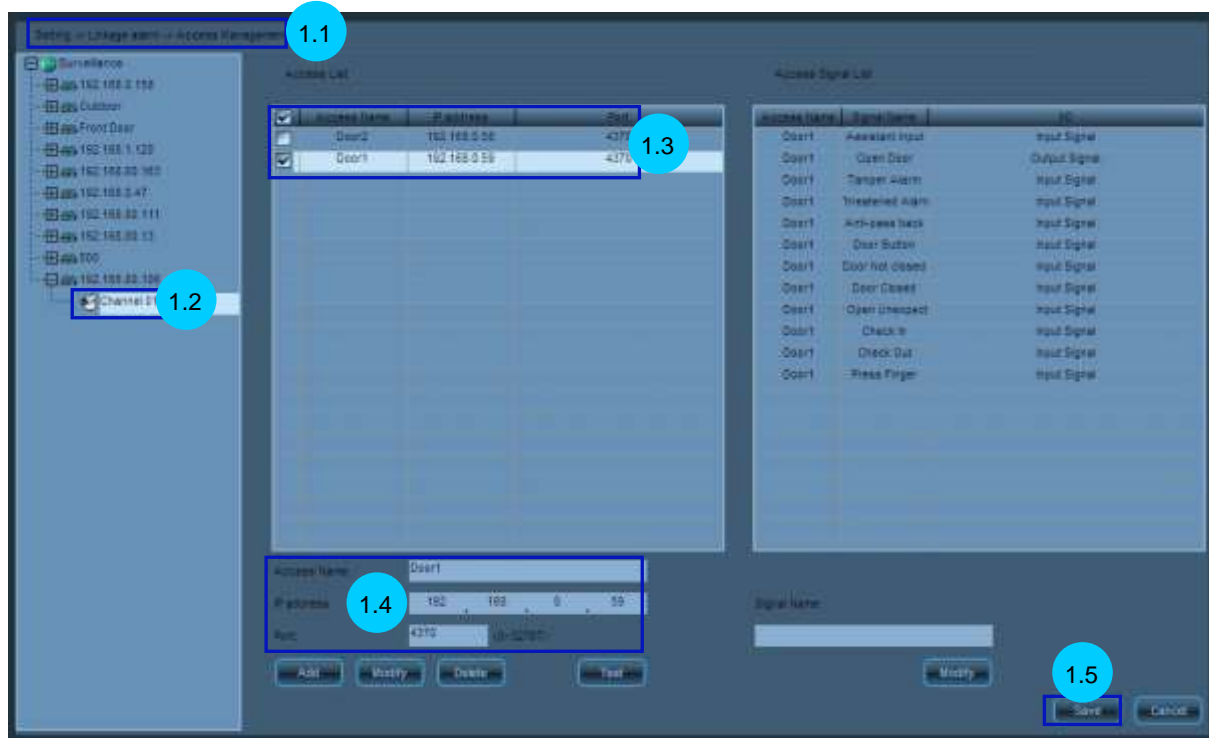 Setting -> Linkage alarm -> Access Management
1.1
Surveillance
192.168.2.158
Outdoor
Front Door
192.168.1.120
192.168.80.163
192.168.0.47
192.168.80.111
192.168.80.13
600
192.168.80.106
Channel 01
1.2
Access List
Access Name IP address Port
Door2 192.168.0.56 4370
Door1 192.168.0.59 4370
1.3
Access Name: Door1
IP address: 192 . 168 . 0 . 59
Port: 4370
1.4
Add Modify Delete Test
Access Signal List
Access Name Signal Name I/O
Door1 Assistant Input Input Signal
Door1 Open Door Output Signal
Door1 Tamper Alarm Input Signal
Door1 Threatened Alarm Input Signal
Door1 Anti-pass back Input Signal
Door1 Door Button Input Signal
Door1 Door Not closed Input Signal
Door1 Door Closed Input Signal
Door1 Open Unexpect Input Signal
Door1 Check In Input Signal
Door1 Check Out Input Signal
Door1 Press Finger Input Signal
Signal Name:
Modify
1.5
Save Cancel